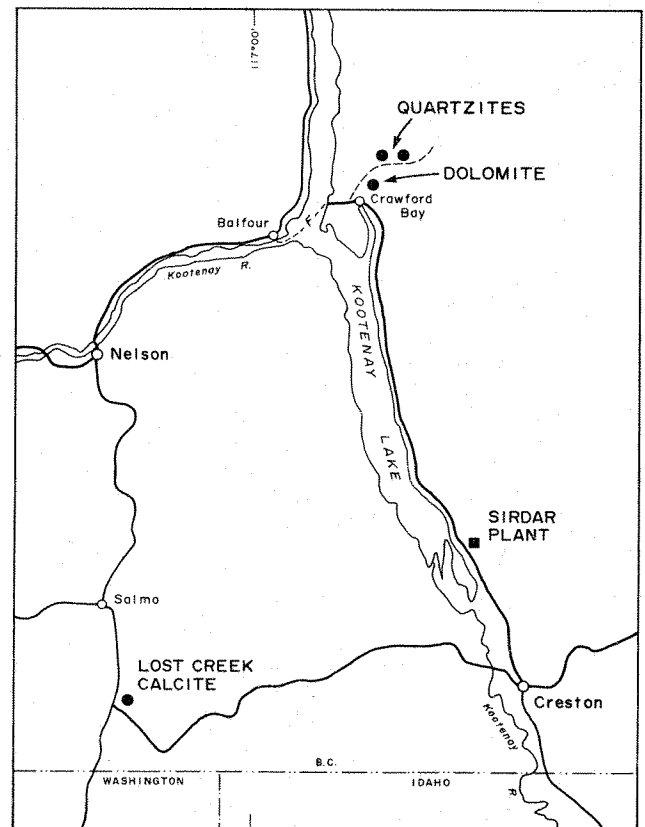 117°00'
QUARTZITES
DOLOMITE
Crawford
Bay
Balfour
F
Kootenay R.
KOOTENAY
LAKE
Nelson
SIRDAR
PLANT
Salmo
LOST CREEK
CALCITE
Creston
Kootenay
R
B.C.
WASHINGTON
IDAHO